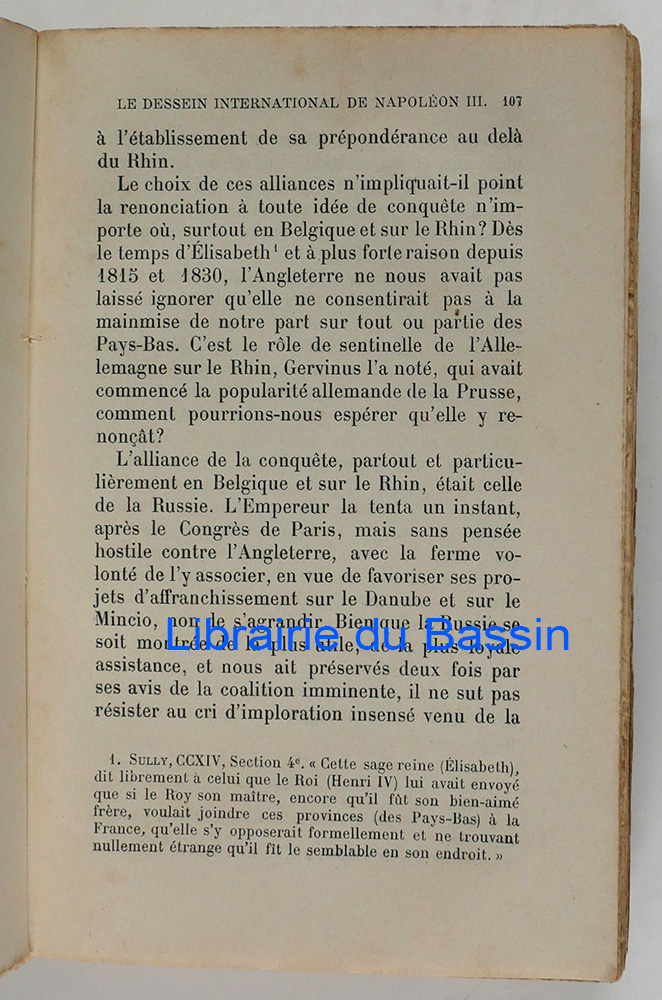 LE DESSEIN INTERNATIONAL DE NAPOLÉON III. 107
à l'établissement de sa prépondérance au delà
du Rhin.
Le choix de ces alliances n'impliquait-il point
la renonciation à toute idée de conquête n'im-
porte où, surtout en Belgique et sur le Rhin? Dès
le temps d'Élisabeth¹ et à plus forte raison depuis
1815 et 1830, l'Angleterre ne nous avait pas
laissé ignorer qu'elle ne consentirait pas à la
mainmise de notre part sur tout ou partie des
Pays-Bas. C'est le rôle de sentinelle de l'Alle-
lemagne sur le Rhin, Gervinus l'a noté, qui avait
commencé la popularité allemande de la Prusse,
comment pourrions-nous espérer qu'elle y re-
nonçât?
L'alliance de la conquête, partout et particu-
lièrement en Belgique et sur le Rhin, était celle
de la Russie. L'Empereur la tenta un instant,
après le Congrès de Paris, mais sans pensée
hostile contre l'Angleterre, avec la ferme vo-
lonté de l'y associer, en vue de favoriser ses pro-
jets d'affranchissement sur le Danube et sur le
Mincio, non de s'agrandir. Bien que la Russie se
soit montrée de la plus utile, de la plus loyale
Librairie du Bassin
assistance, et nous ait préservés deux fois par
ses avis de la coalition imminente, il ne sut pas
résister au cri d'imploration insensé venu de la
1. SULLY, CCXIV, Section 4e. « Cette sage reine (Élisabeth),
dit librement à celui que le Roi (Henri IV) lui avait envoyé
que si le Roy son maître, encore qu'il fût son bien-aimé
frère, voulait joindre ces provinces (des Pays-Bas) à la
France, qu'elle s'y opposerait formellement et ne trouvant
nullement étrange qu'il fît le semblable en son endroit. »